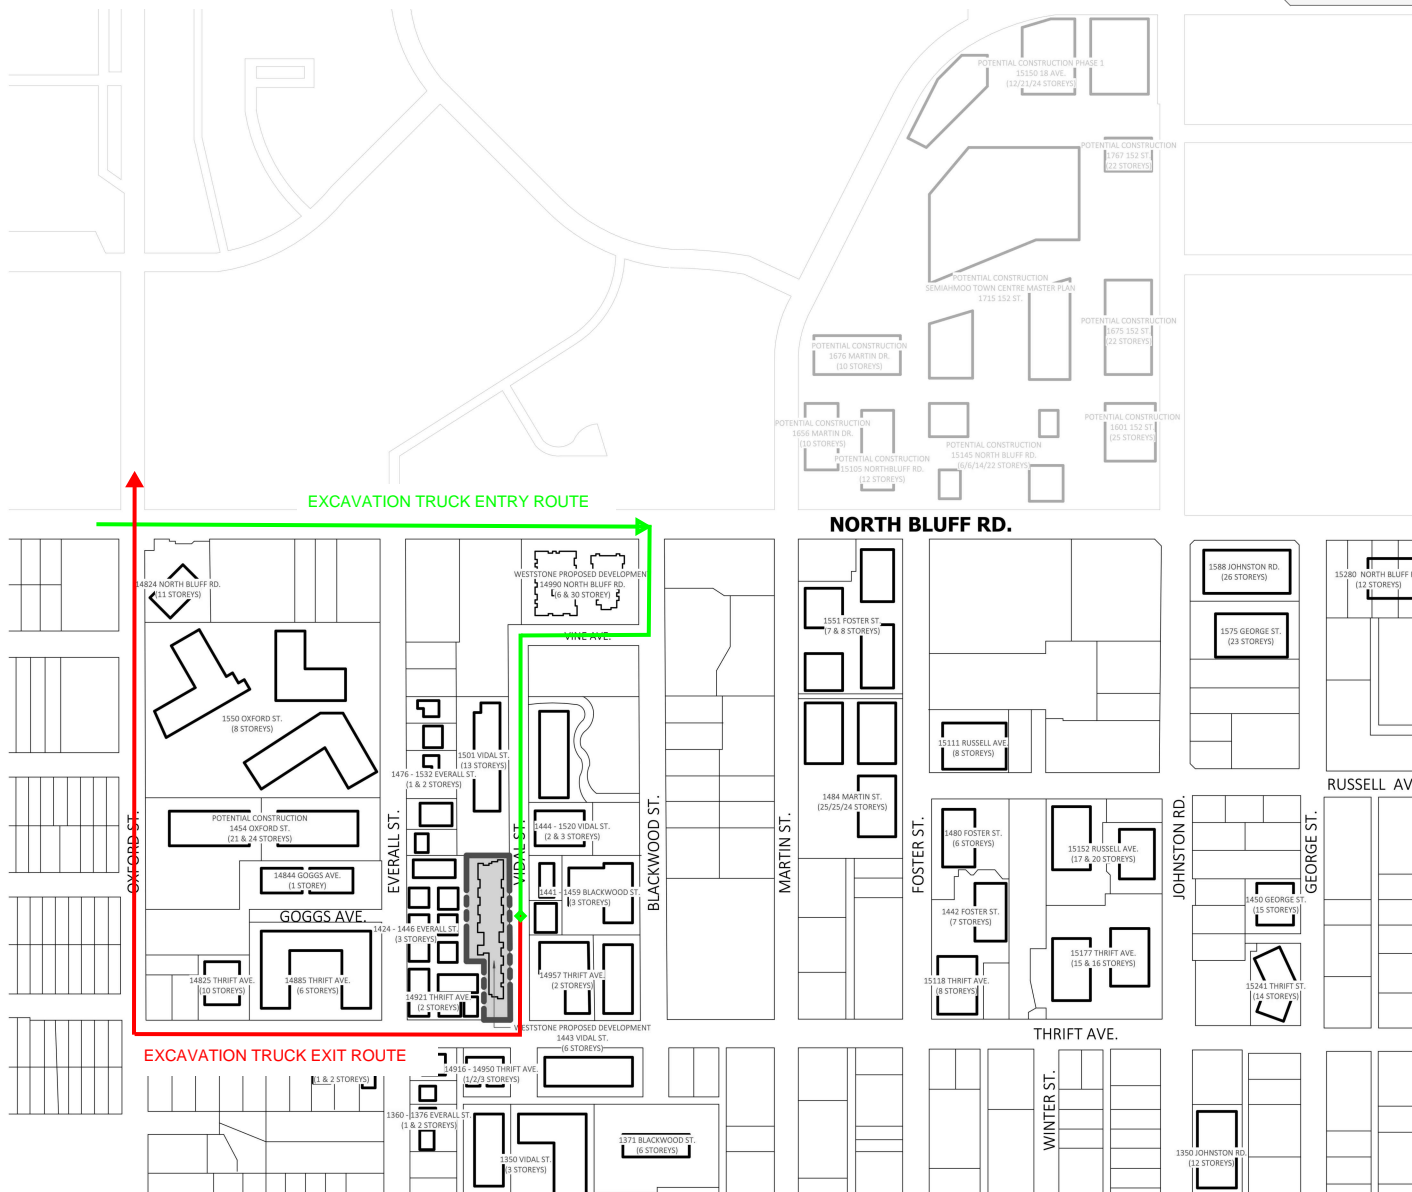 POTENTIAL CONSTRUCTION PHASE 1
15150 18 AVE.
(12/21/24 STOREYS)
POTENTIAL CONSTRUCTION
1767 152 ST.
(22 STOREYS)
POTENTIAL CONSTRUCTION
SEMIAHMOO TOWN CENTRE MASTER PLAN
1715 152 ST.
POTENTIAL CONSTRUCTION
1675 152 ST.
(22 STOREYS)
POTENTIAL CONSTRUCTION
1676 MARTIN DR.
(10 STOREYS)
POTENTIAL CONSTRUCTION
1656 MARTIN DR.
(10 STOREYS)
POTENTIAL CONSTRUCTION
15105 NORTHBLUFF RD.
(12 STOREYS)
POTENTIAL CONSTRUCTION
15145 NORTH BLUFF RD.
(6/6/14/22 STOREYS)
POTENTIAL CONSTRUCTION
1601 152 ST.
(25 STOREYS)
EXCAVATION TRUCK ENTRY ROUTE
NORTH BLUFF RD.
14824 NORTH BLUFF RD.
(11 STOREYS)
WESTSTONE PROPOSED DEVELOPMENT
14990 NORTH BLUFF RD.
(6 & 30 STOREY)
VINE AVE.
1551 FOSTER ST.
(7 & 8 STOREYS)
1588 JOHNSTON RD.
(26 STOREYS)
15280 NORTH BLUFF
(12 STOREYS)
1575 GEORGE ST.
(23 STOREYS)
1550 OXFORD ST.
(8 STOREYS)
1501 VIDAL ST.
(13 STOREYS)
1476 - 1532 EVERALL ST.
(1 & 2 STOREYS)
15111 RUSSELL AVE.
(8 STOREYS)
RUSSELL AV
1484 MARTIN ST.
(25/25/24 STOREYS)
POTENTIAL CONSTRUCTION
1454 OXFORD ST.
(21 & 24 STOREYS)
1444 - 1520 VIDAL ST.
(2 & 3 STOREYS)
1480 FOSTER ST.
(6 STOREYS)
15152 RUSSELL AVE.
(17 & 20 STOREYS)
OXFORD ST.
EVERALL ST.
VIDAL ST.
BLACKWOOD ST.
MARTIN ST.
FOSTER ST.
JOHNSTON RD.
GEORGE ST.
14844 GOGGS AVE.
(1 STOREY)
1441 - 1459 BLACKWOOD ST.
(3 STOREYS)
1450 GEORGE ST.
(15 STOREYS)
GOGGS AVE.
1424 - 1446 EVERALL ST.
(3 STOREYS)
1442 FOSTER ST.
(7 STOREYS)
15177 THRIFT AVE.
(15 & 16 STOREYS)
14825 THRIFT AVE.
(10 STOREYS)
14885 THRIFT AVE.
(6 STOREYS)
14921 THRIFT AVE.
(2 STOREYS)
14957 THRIFT AVE.
(2 STOREYS)
15118 THRIFT AVE.
(8 STOREYS)
15241 THRIFT ST.
(14 STOREYS)
WESTSTONE PROPOSED DEVELOPMENT
1443 VIDAL ST.
(6 STOREYS)
THRIFT AVE.
EXCAVATION TRUCK EXIT ROUTE
(1 & 2 STOREYS)
14916 - 14950 THRIFT AVE.
(1/2/3 STOREYS)
1360 - 1376 EVERALL ST.
(1 & 2 STOREYS)
1350 VIDAL ST.
(3 STOREYS)
1371 BLACKWOOD ST.
(6 STOREYS)
WINTER ST.
1350 JOHNSTON RD.
(12 STOREYS)